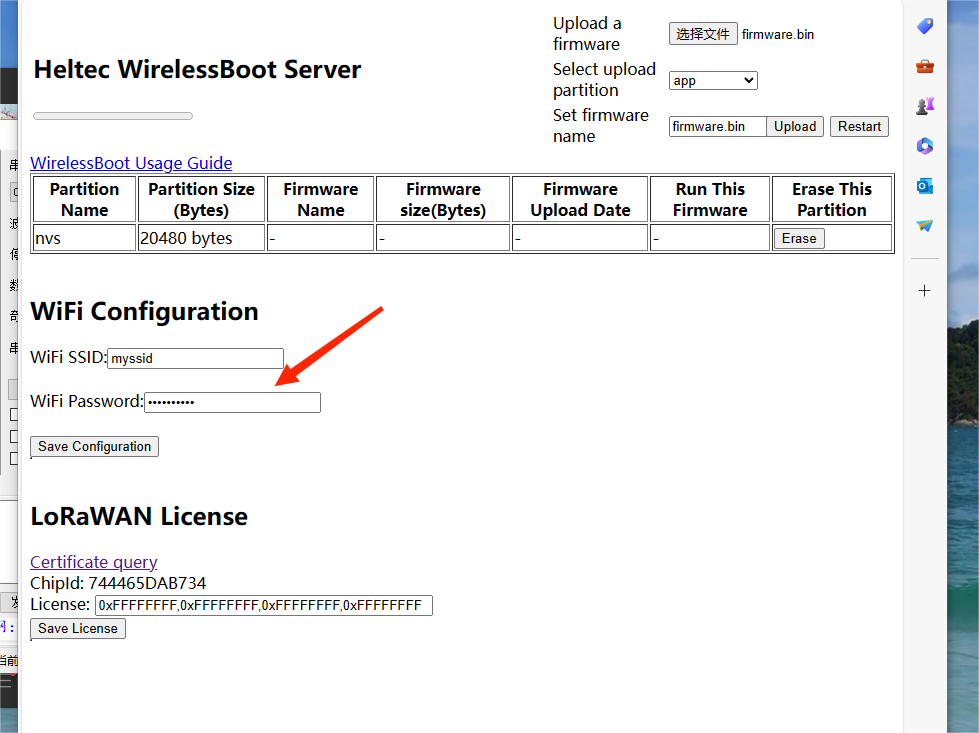 Heltec WirelessBoot Server
Upload a
firmware
选择文件 firmware.bin
Select upload
partition
app
Set firmware
name
firmware.bin Upload Restart
WirelessBoot Usage Guide
Partition Name Partition Size (Bytes) Firmware Name Firmware size(Bytes) Firmware Upload Date Run This Firmware Erase This Partition
nvs 20480 bytes - - - - Erase
WiFi Configuration
WiFi SSID: myssid
WiFi Password: ••••••••••
Save Configuration
LoRaWAN License
Certificate query
ChipId: 744465DAB734
License: 0xFFFFFFFF,0xFFFFFFFF,0xFFFFFFFF,0xFFFFFFFF
Save License
当前